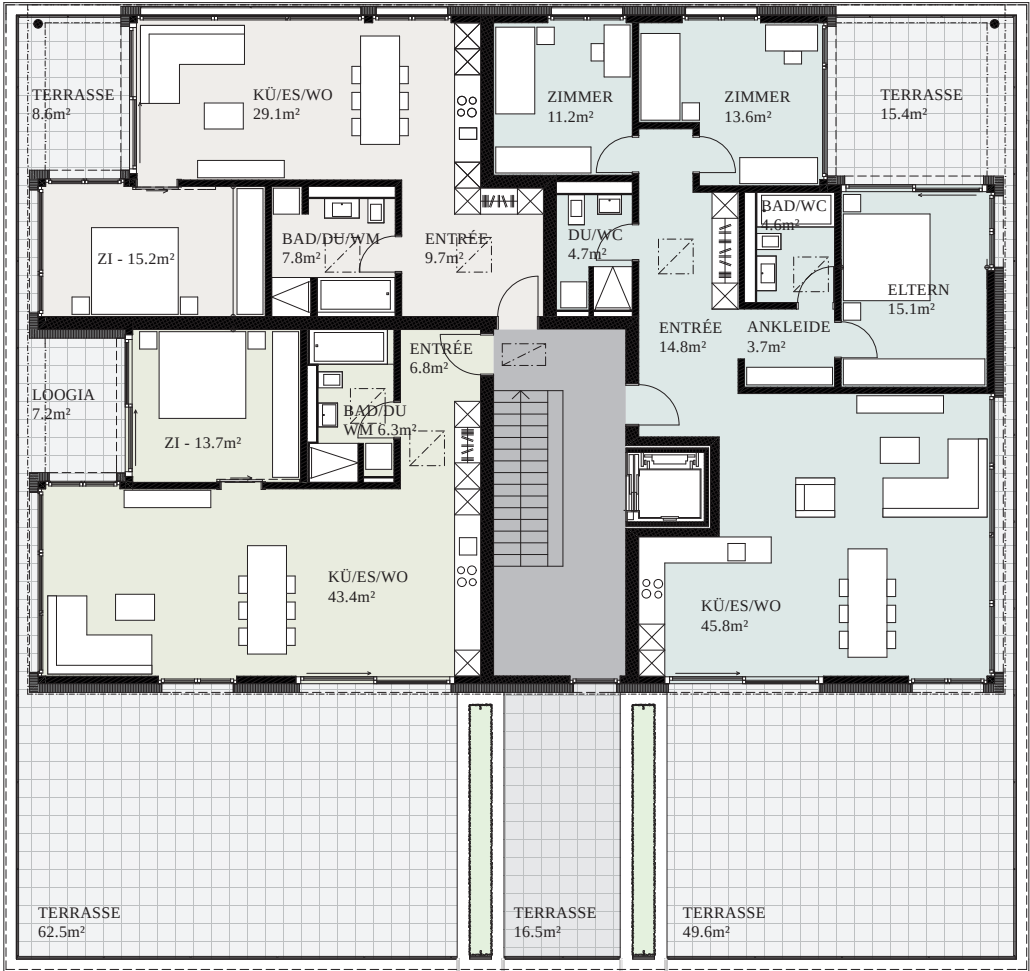 TERRASSE
8.6m²
KÜ/ES/WO
29.1m²
ZIMMER
11.2m²
ZIMMER
13.6m²
TERRASSE
15.4m²
ZI - 15.2m²
BAD/DU/WM
7.8m²
ENTRÉE
9.7m²
DU/WC
4.7m²
BAD/WC
4.6m²
ELTERN
15.1m²
ENTRÉE
14.8m²
ANKLEIDE
3.7m²
LOOGIA
7.2m²
ENTRÉE
6.8m²
ZI - 13.7m²
BAD/DU
WM 6.3m²
KÜ/ES/WO
43.4m²
KÜ/ES/WO
45.8m²
TERRASSE
62.5m²
TERRASSE
16.5m²
TERRASSE
49.6m²